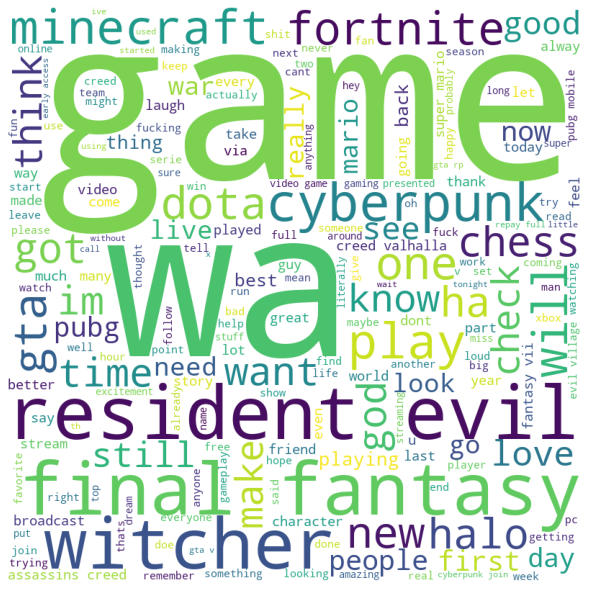 ive used
online started making
shit fan
minecraft fortnite good
game
think
early access
fun
creed every
team
might actually
use
keep
war
laugh
fucking
thing
using
way serie
start sure
made video
leave come
please
call without
next never
two cant
season
alway
super mario
long let
pubg mobile
hey
happy probably
really
anything
mario
going
back
now
today super
take
via
win
video game gaming presented
gta rp
thank feel
oh try
read
dota cyberpunk
live see
got
played full someone
fuck
around creed valhalla
repay full little
chess
tell
x
wa
one
will
much
many thought
best guy
mean
run
great
watch follow
bad
help
stuff
well point
lot
hour
im
gta
pubg
know ha
literally
give
work
v set
coming
tonight
wait
man
xbox
miss
check
play
maybe dont part
another loud big
find
life
world
year
time want
better need
story
already
excitement
show
look
fantasy vii
evil village watching
name
th
resident evil
say
stream
favorite
still
free
hope
gameplay
friend
even
make
playing
god
streaming
u
last
go love
player
end
final fantasy
right top
broadcast
put
join
trying
thats
dream
anyone
everyone
doe
gta v
said
character
done
witcher new halo
people first day
pc
getting
assassins creed remember something looking amazing real cyberpunk join week